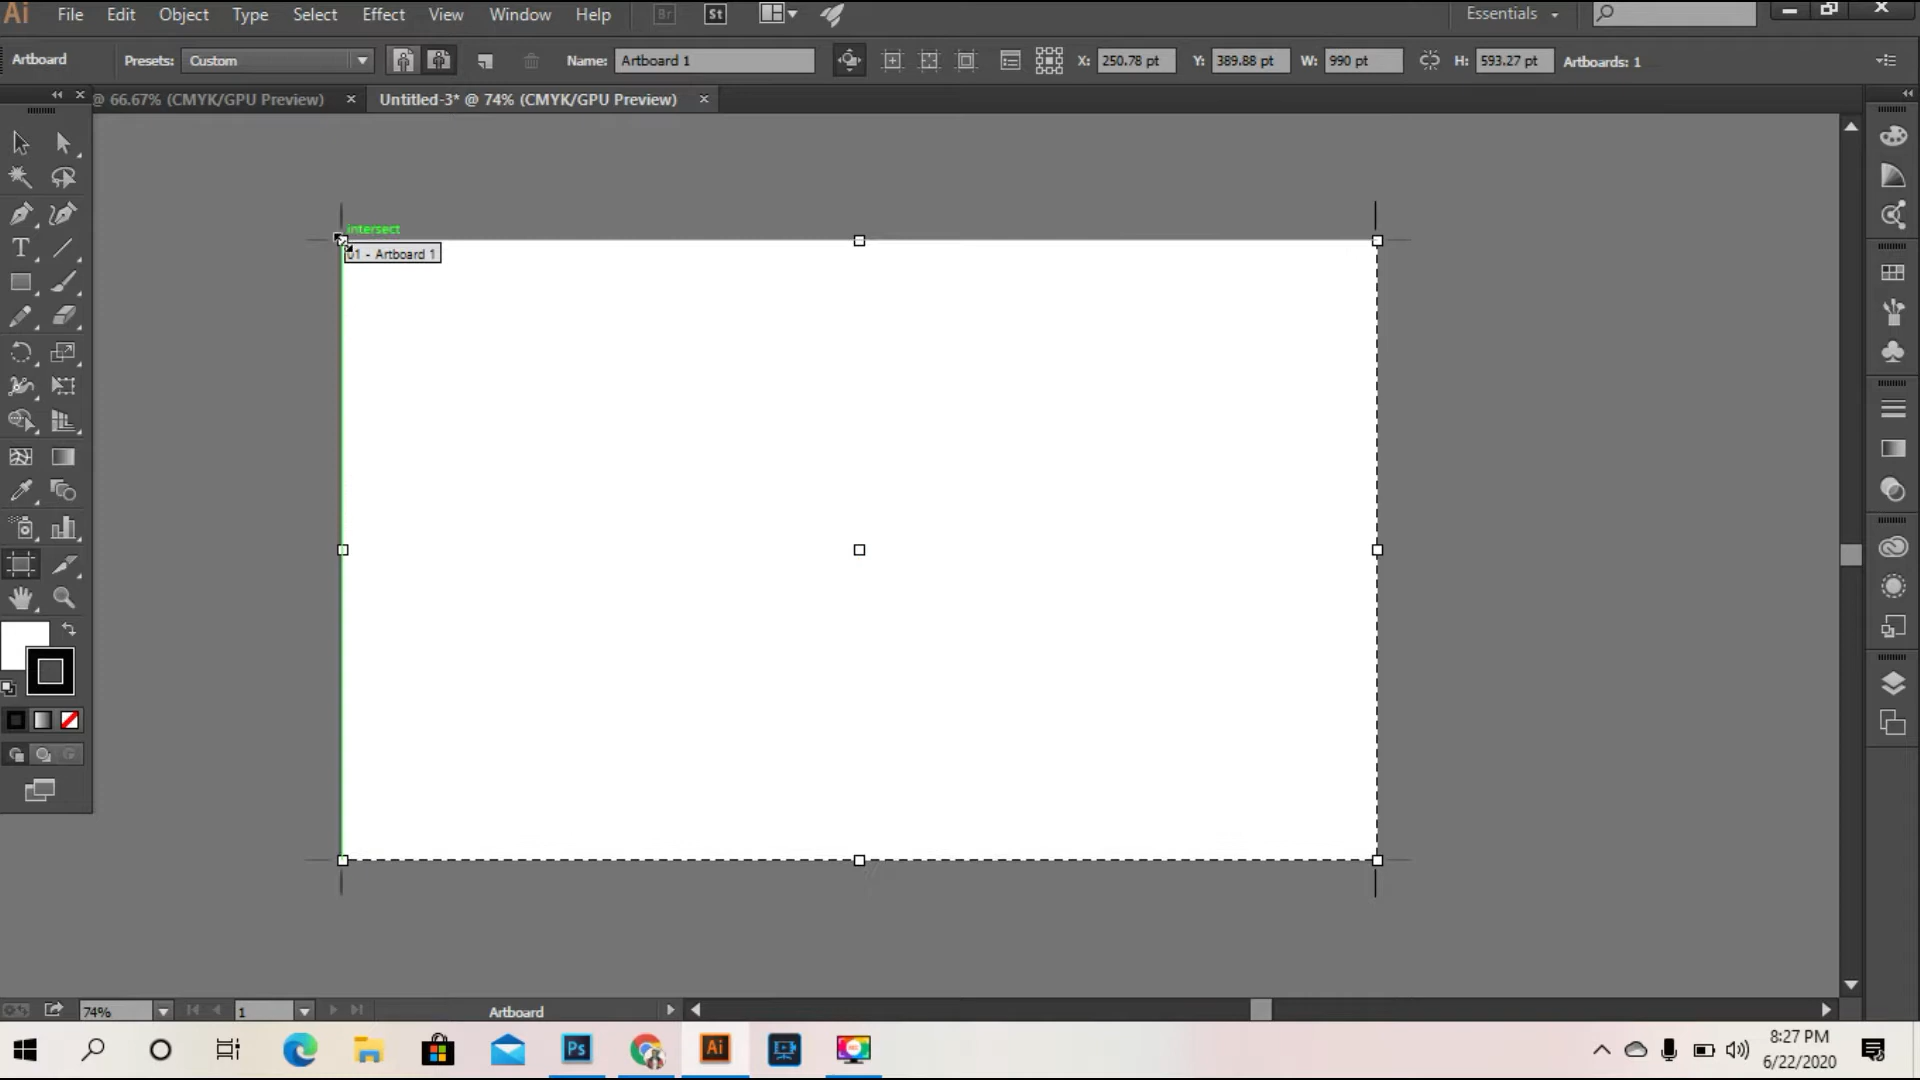 Ai File Edit Object Type Select Effect View Window Help Br St Essentials
Artboard Presets: Custom Name: Artboard 1 X: 250.78 pt Y: 389.88 pt W: 990 pt H: 593.27 pt Artboards: 1
@ 66.67% (CMYK/GPU Preview) × Untitled-3* @ 74% (CMYK/GPU Preview) ×
intersect
01 - Artboard 1
T
74% 1 Artboard
Ps Ai
8:27 PM
6/22/2020